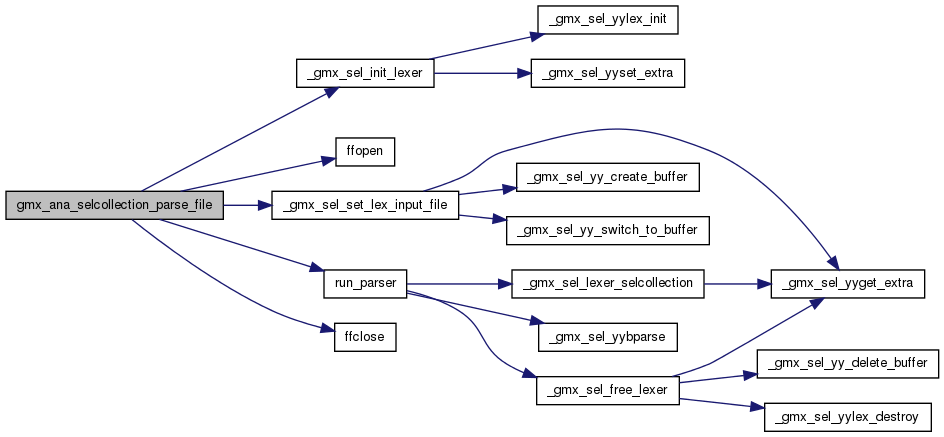 _gmx_sel_yylex_init
_gmx_sel_init_lexer
_gmx_sel_yyset_extra
ffopen
_gmx_sel_yy_create_buffer
gmx_ana_selcollection_parse_file
_gmx_sel_set_lex_input_file
_gmx_sel_yy_switch_to_buffer
run_parser
_gmx_sel_lexer_selcollection
_gmx_sel_yyget_extra
ffclose
_gmx_sel_yybparse
_gmx_sel_yy_delete_buffer
_gmx_sel_free_lexer
_gmx_sel_yylex_destroy